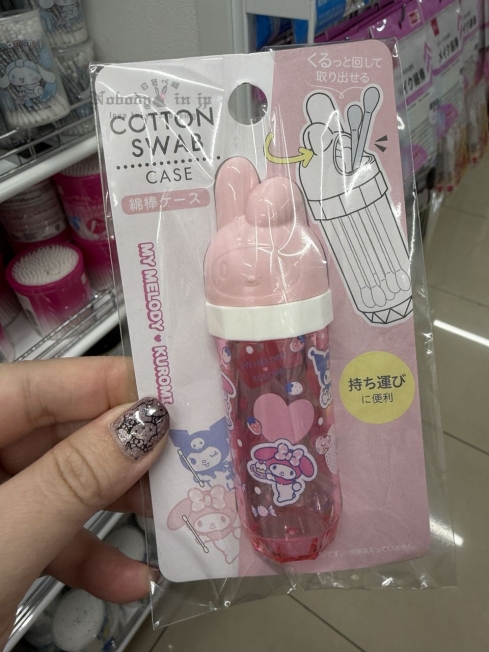 くるっと回して
取り出せる
Nobody in jp
COTTON
SWAB
CASE
綿棒ケース
MY MELODY ♥ KUROMI
持ち運び
に便利